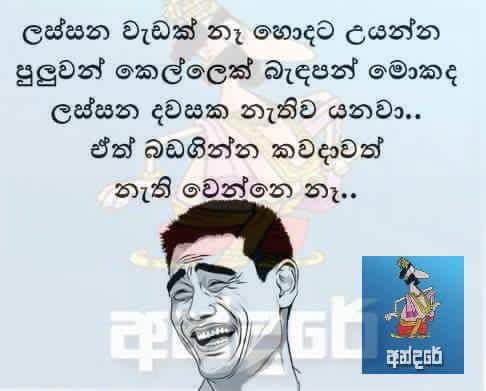 ලස්සන වැඩක් නෑ හොදට උයන්න
පුලුවන් කෙල්ලෙක් බැඳපන් මොකද
ලස්සන දවසක නැතිව යනවා..
ඒත් බඩගින්න කවදාවත්
නැති වෙන්නෙ නෑ..
අන්දරේ
අන්දරේ